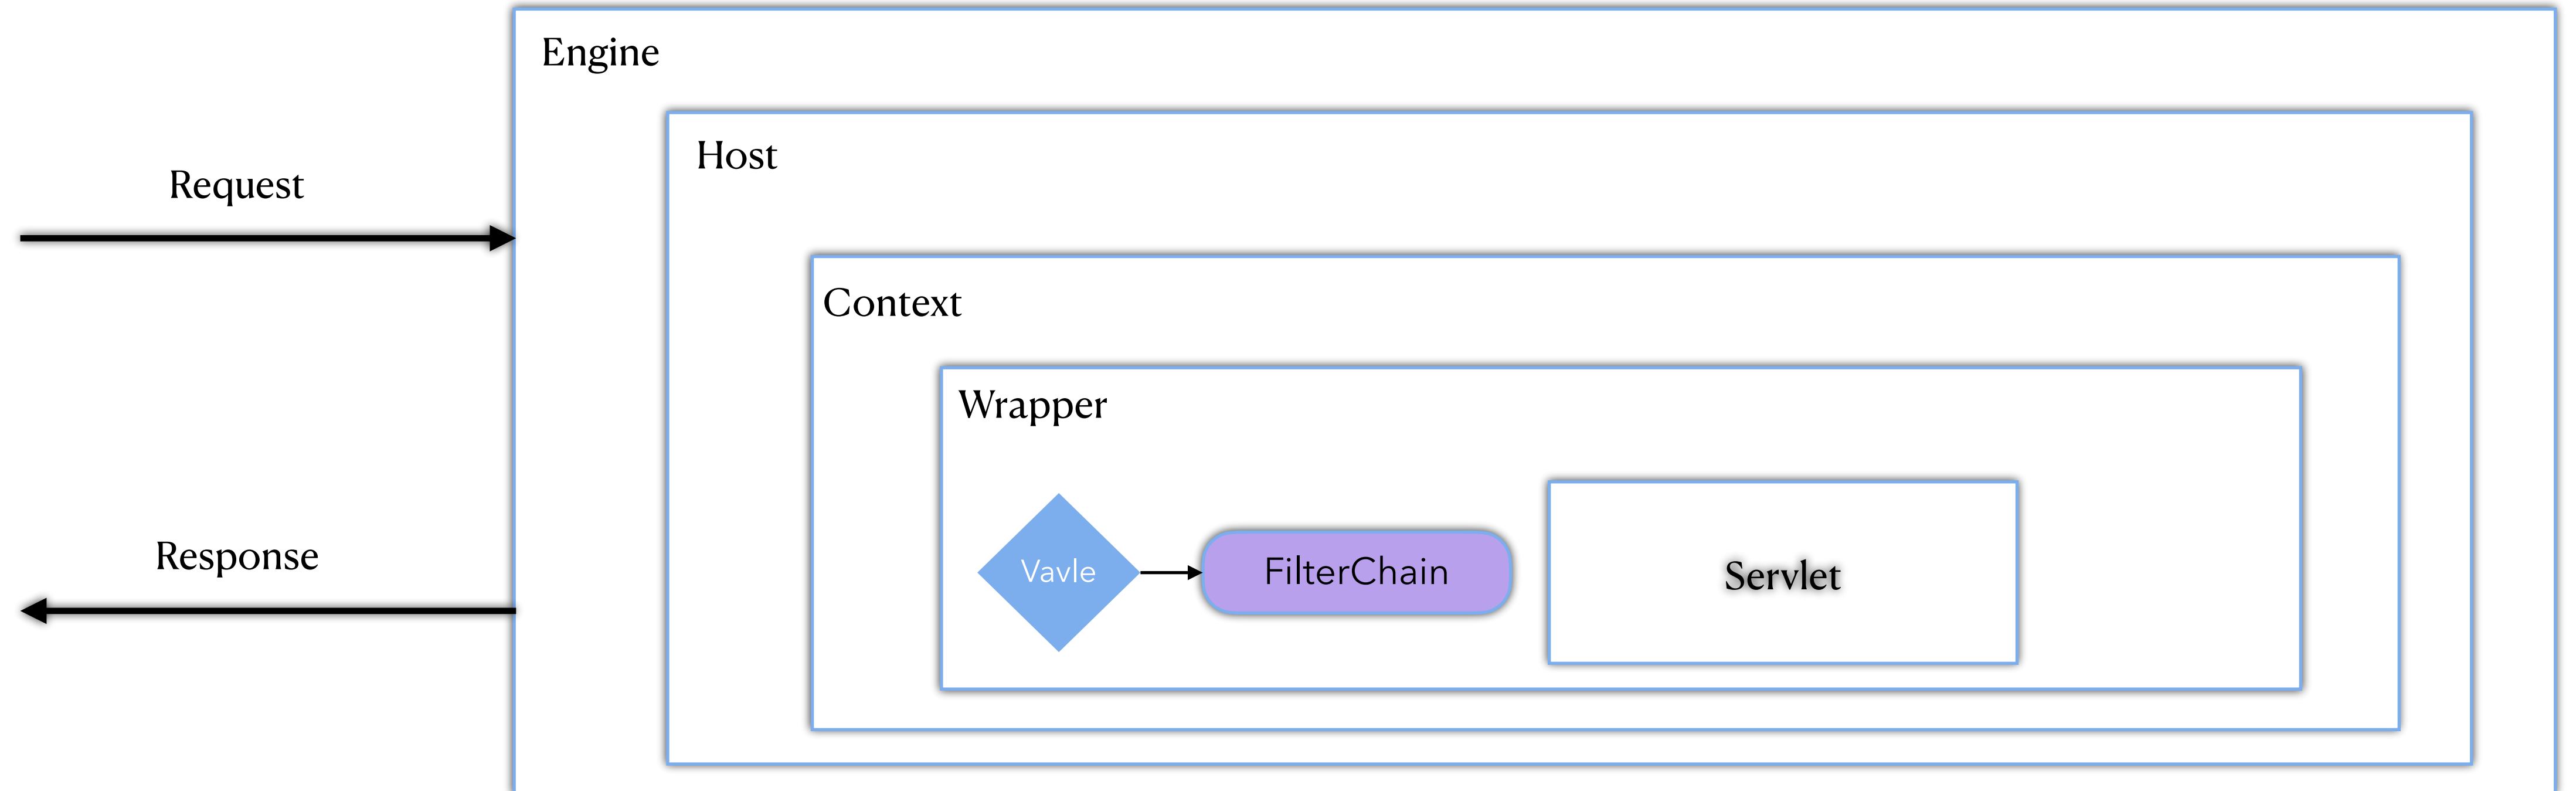 Engine
Host
Request
Context
Wrapper
Response
Vavle
FilterChain
Servlet